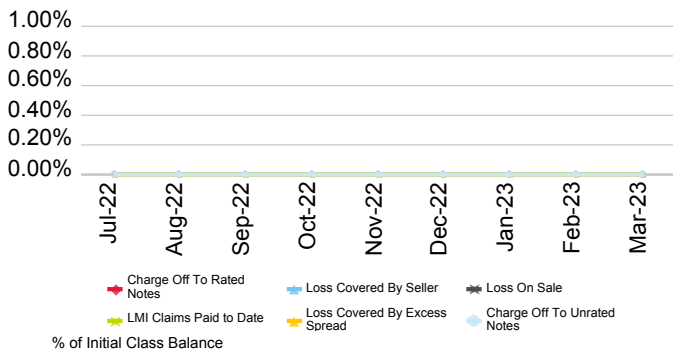 1.00%
0.80%
0.60%
0.40%
0.20%
0.00%
Jul-22
Aug-22
Sep-22
Oct-22
Nov-22
Dec-22
Jan-23
Feb-23
Mar-23
Charge Off To Rated
Notes
Loss Covered By Seller
Loss On Sale
LMI Claims Paid to Date
Loss Covered By Excess
Spread
Charge Off To Unrated
Notes
% of Initial Class Balance